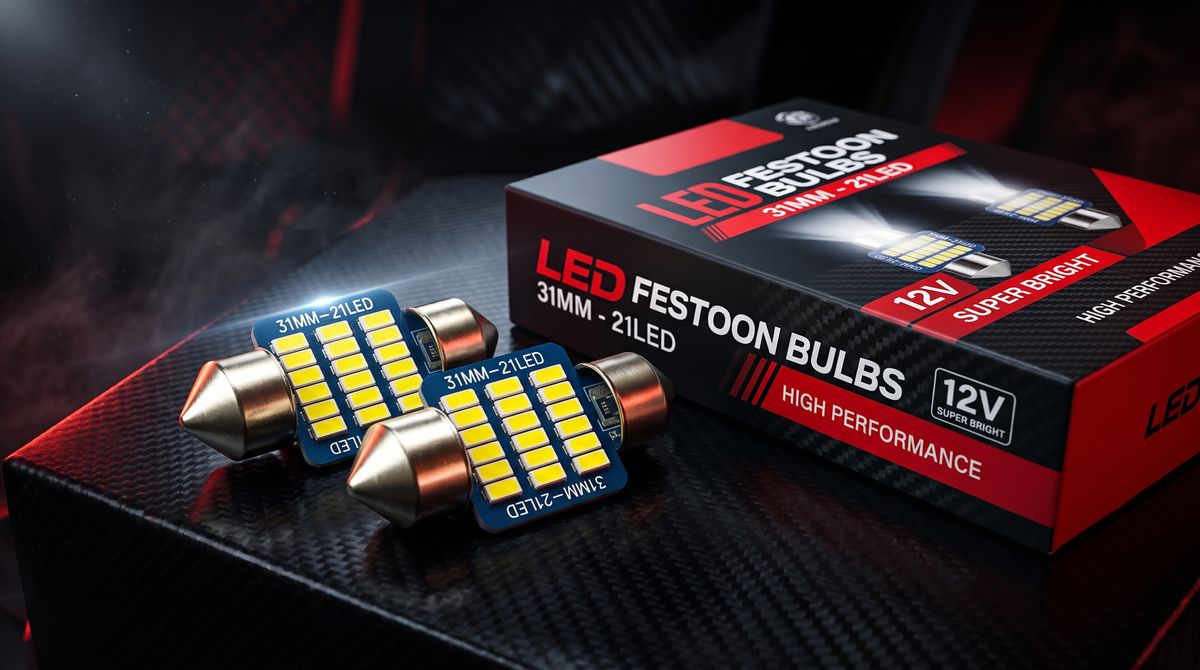 31MM-21LED
LED
31MM-21LED
31MM-21LED
LED FESTOON
BULBS
31MM - 21LED
12V
SUPER BRIGHT
HIGH PERFORMANCE
LED FESTOON BULBS
31MM - 21LED
HIGH PERFORMANCE
12V
SUPER BRIGHT
LED